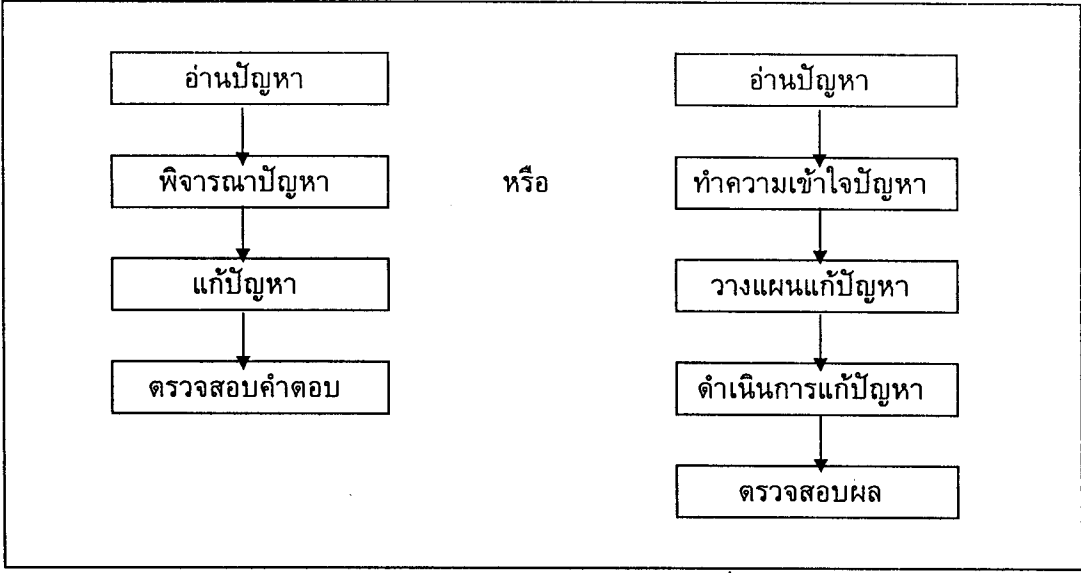 อ่านปัญหา
พิจารณาปัญหา
แก้ปัญหา
ตรวจสอบคำตอบ
หรือ
อ่านปัญหา
ทำความเข้าใจปัญหา
วางแผนแก้ปัญหา
ดำเนินการแก้ปัญหา
ตรวจสอบผล